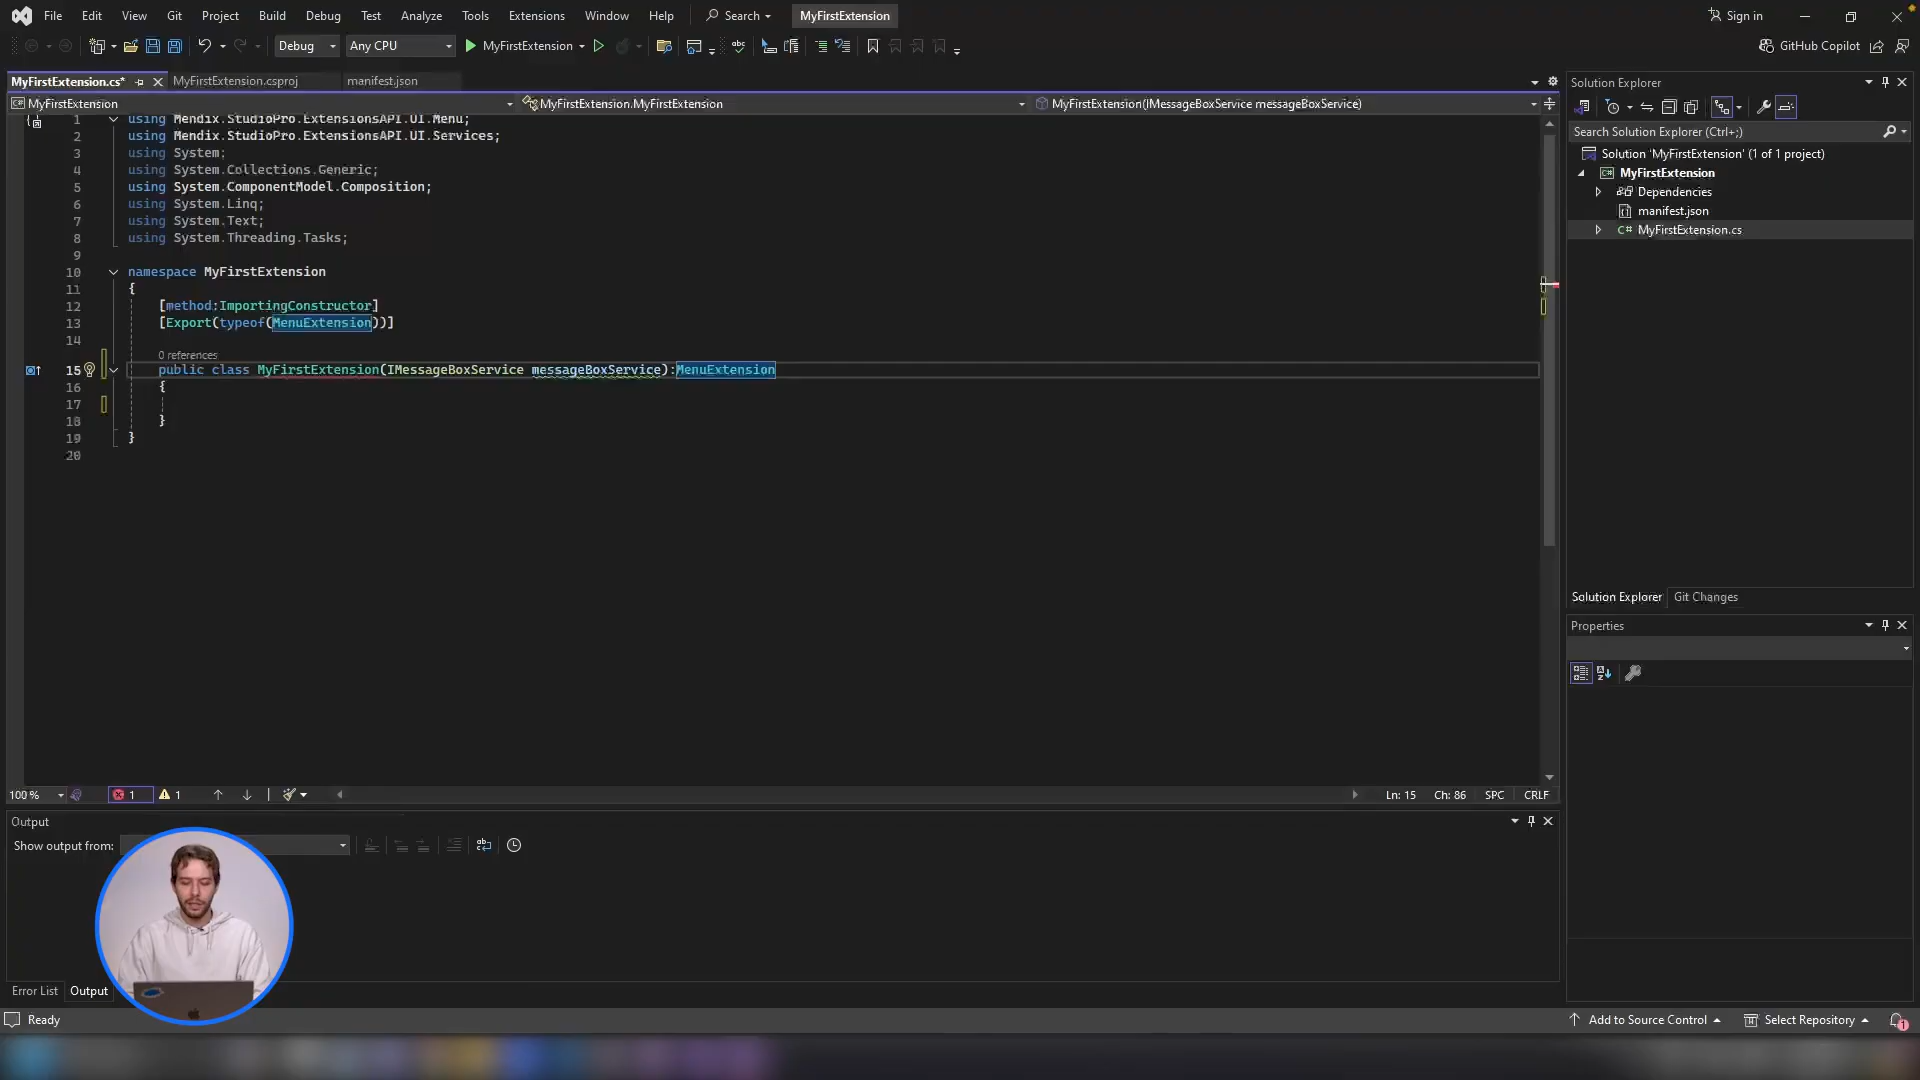 File Edit View Git Project Build Debug Test Analyze Tools Extensions Window Help Search MyFirstExtension Sign in
Debug Any CPU MyFirstExtension GitHub Copilot
MyFirstExtension.cs* MyFirstExtension.csproj manifest.json
MyFirstExtension MyFirstExtension.MyFirstExtension MyFirstExtension(IMessageBoxService messageBoxService)
1 using Mendix.StudioPro.ExtensionsAPI.UI.Menu;
2 using Mendix.StudioPro.ExtensionsAPI.UI.Services;
3 using System;
4 using System.Collections.Generic;
5 using System.ComponentModel.Composition;
6 using System.Linq;
7 using System.Text;
8 using System.Threading.Tasks;
9
10 namespace MyFirstExtension
11 {
12 [method:ImportingConstructor]
13 [Export(typeof(MenuExtension))]
14
0 references
15 public class MyFirstExtension(IMessageBoxService messageBoxService):MenuExtension
16 {
17
18 }
19 }
20
100 % 1 1 Ln: 15 Ch: 86 SPC CRLF
Output
Show output from:
Error List Output
Solution Explorer
Search Solution Explorer (Ctrl+;)
Solution 'MyFirstExtension' (1 of 1 project)
MyFirstExtension
Dependencies
manifest.json
C# MyFirstExtension.cs
Solution Explorer Git Changes
Properties
Ready Add to Source Control Select Repository 1